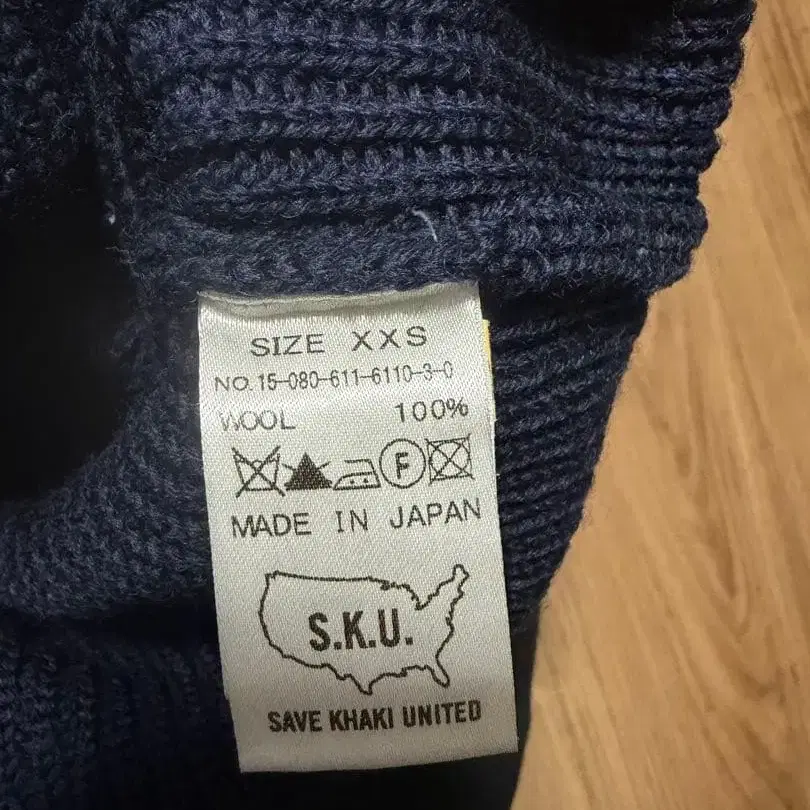 SIZE XXS
NO.15-080-611-6110-3-0
WOOL 100%
F
MADE IN JAPAN
S.K.U.
SAVE KHAKI UNITED